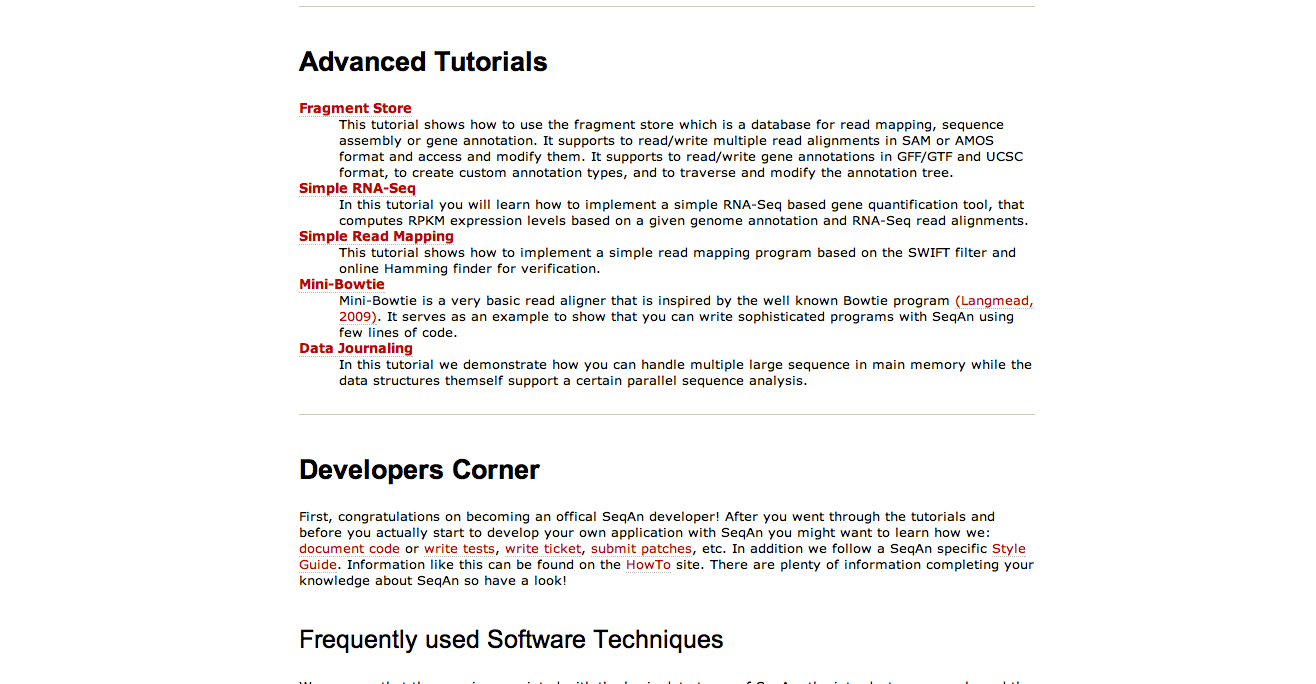 Advanced Tutorials
Fragment Store
This tutorial shows how to use the fragment store which is a database for read mapping, sequence
assembly or gene annotation. It supports to read/write multiple read alignments in SAM or AMOS
format and access and modify them. It supports to read/write gene annotations in GFF/GTF and UCSC
format, to create custom annotation types, and to traverse and modify the annotation tree.
Simple RNA-Seq
In this tutorial you will learn how to implement a simple RNA-Seq based gene quantification tool, that
computes RPKM expression levels based on a given genome annotation and RNA-Seq read alignments.
Simple Read Mapping
This tutorial shows how to implement a simple read mapping program based on the SWIFT filter and
online Hamming finder for verification.
Mini-Bowtie
Mini-Bowtie is a very basic read aligner that is inspired by the well known Bowtie program (Langmead,
2009). It serves as an example to show that you can write sophisticated programs with SeqAn using
few lines of code.
Data Journaling
In this tutorial we demonstrate how you can handle multiple large sequence in main memory while the
data structures themself support a certain parallel sequence analysis.
Developers Corner
First, congratulations on becoming an offical SeqAn developer! After you went through the tutorials and
before you actually start to develop your own application with SeqAn you might want to learn how we:
document code or write tests, write ticket, submit patches, etc. In addition we follow a SeqAn specific Style
Guide. Information like this can be found on the HowTo site. There are plenty of information completing your
knowledge about SeqAn so have a look!
Frequently used Software Techniques